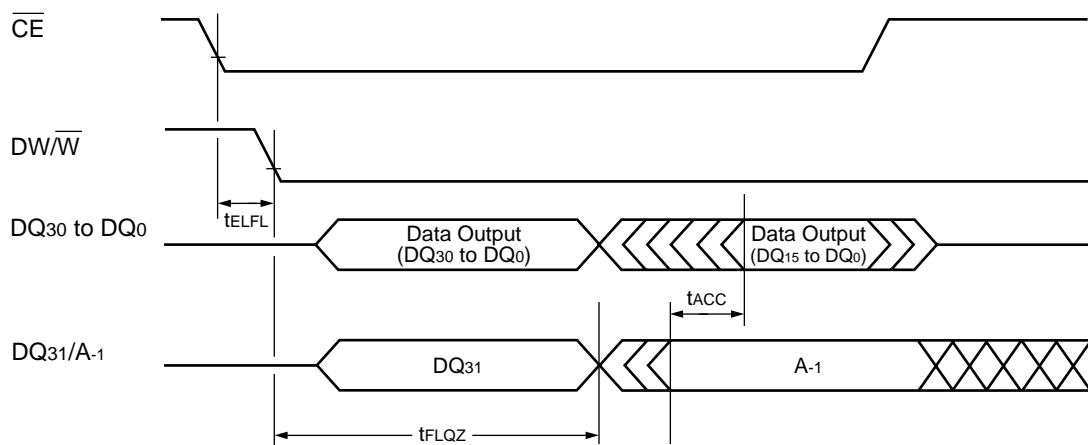 CE
DW/W
tELFL
DQ30 to DQ0
Data Output
(DQ30 to DQ0)
Data Output
(DQ15 to DQ0)
tACC
DQ31/A-1
DQ31
A-1
tFLQZ